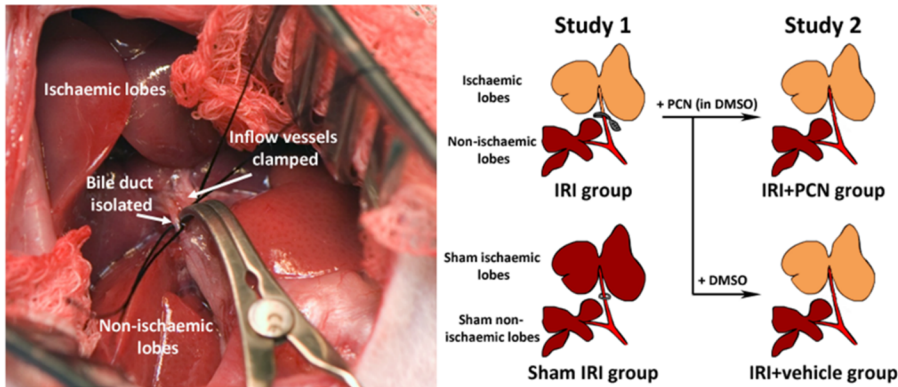 Ischaemic lobes
Inflow vessels
clamped
Bile duct
isolated
Non-ischaemic
lobes
Study 1
Study 2
Ischaemic
lobes
Non-ischaemic
lobes
+ PCN (in DMSO)
IRI group
IRI+PCN group
Sham ischaemic
lobes
Sham non-
ischaemic lobes
+ DMSO
Sham IRI group
IRI+vehicle group